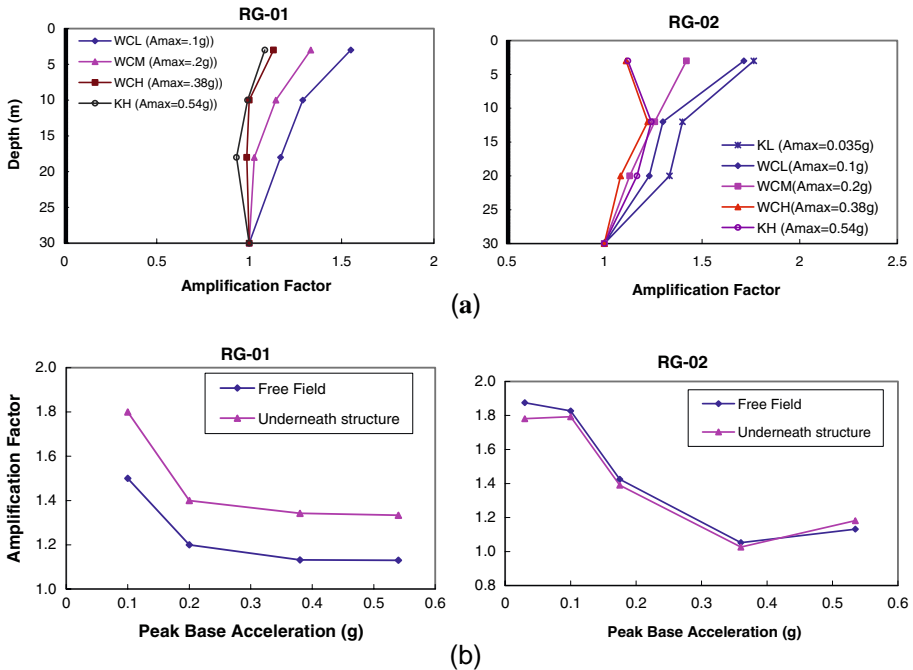 RG-01
0
5
10
15
20
25
30
Depth (m)
WCL (Amax=.1g))
WCM (Amax=.2g))
WCH (Amax=.38g))
KH (Amax=0.54g))
0
0.5
1
1.5
2
Amplification Factor
RG-02
0
5
10
15
20
25
30
KL (Amax=0.035g)
WCL(Amax=0.1g)
WCM(Amax=0.2g)
WCH(Amax=0.38g)
KH (Amax=0.54g)
0.5
1
1.5
2
2.5
Amplification Factor
(a)
RG-01
2.0
1.8
1.6
1.4
1.2
1.0
Amplification Factor
Free Field
Underneath structure
0
0.1
0.2
0.3
0.4
0.5
0.6
Peak Base Acceleration (g)
RG-02
2.0
1.8
1.6
1.4
1.2
1.0
0.8
Free Field
Underneath structure
0
0.1
0.2
0.3
0.4
0.5
0.6
Peak Base Acceleration (g)
(b)